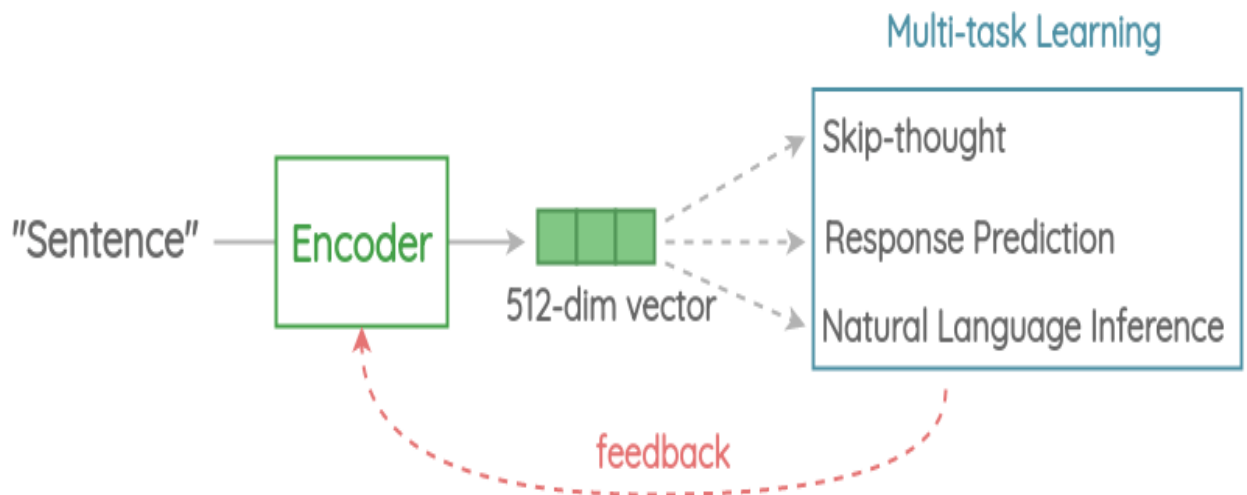 Multi-task Learning
Skip-thought
"Sentence"
Encoder
Response Prediction
512-dim vector
Natural Language Inference
feedback